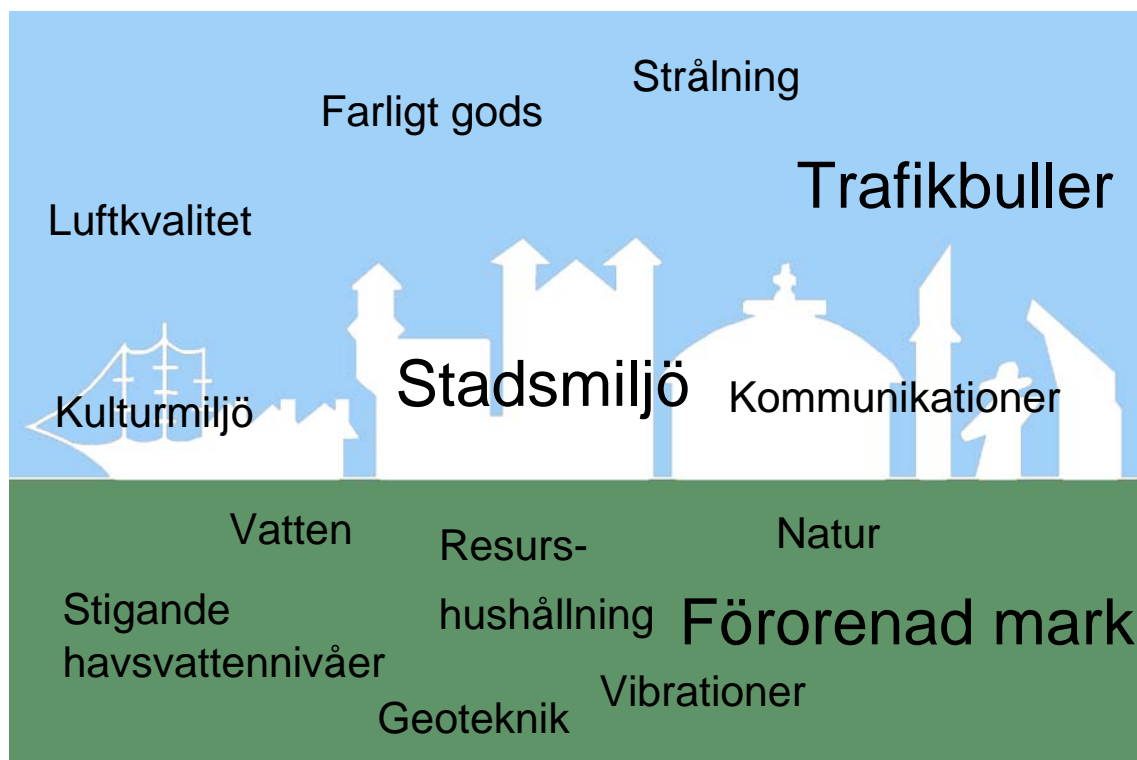 Strålning
Farligt gods
Trafikbuller
Luftkvalitet
Stadsmiljö
Kommunikationer
Kulturmiljö
Vatten
Resurs-
hushållning
Natur
Stigande
havsvattennivåer
Förorenad mark
Vibrationer
Geoteknik